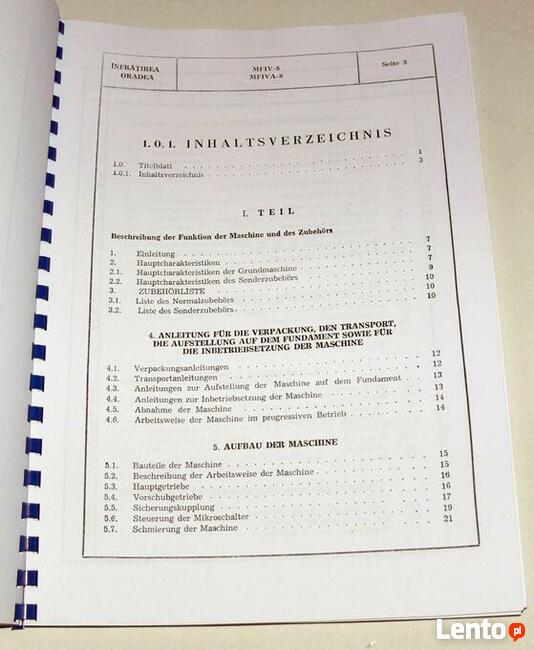 ÎNFRĂȚIREA
ORADEA
MFIV-8
MFIVA-8
Seite 3
1.0.1. INHALTSVERZEICHNIS
1.0. Titelblatt 1
1.0.1. Inhaltsverzeichnis 3
I. TEIL
Beschreibung der Funktion der Maschine und des Zubehörs
1. Einleitung 7
2. Hauptcharakteristiken 7
2.1. Hauptcharakteristiken der Grundmaschine 7
2.2. Hauptcharakteristiken des Sonderzubehörs 9
3. ZUBEHÖRLISTE 10
3.1. Liste des Normalzubehörs 10
3.2. Liste des Sonderzubehörs 10
4. ANLEITUNG FÜR DIE VERPACKUNG, DEN TRANSPORT,
DIE AUFSTELLUNG AUF DEM FUNDAMENT SOWIE FÜR
DIE INBETRIEBSETZUNG DER MASCHINE
4.1. Verpackungsanleitungen 12
4.2. Transportanleitungen 12
4.3. Anleitungen zur Aufstellung der Maschine auf dem Fundament 13
4.4. Anleitungen zur Inbetriebsetzung der Maschine 13
4.5. Abnahme der Maschine 14
4.6. Arbeitsweise der Maschine im progressiven Betrieb 14
5. AUFBAU DER MASCHINE
5.1. Bauteile der Maschine 15
5.2. Beschreibung der Arbeitsweise der Maschine 15
5.3. Hauptgetriebe 16
5.4. Vorschubgetriebe 16
5.5. Sicherungskupplung 17
5.6. Steuerung der Mikroschalter 19
5.7. Schmierung der Maschine 21
Lento pl